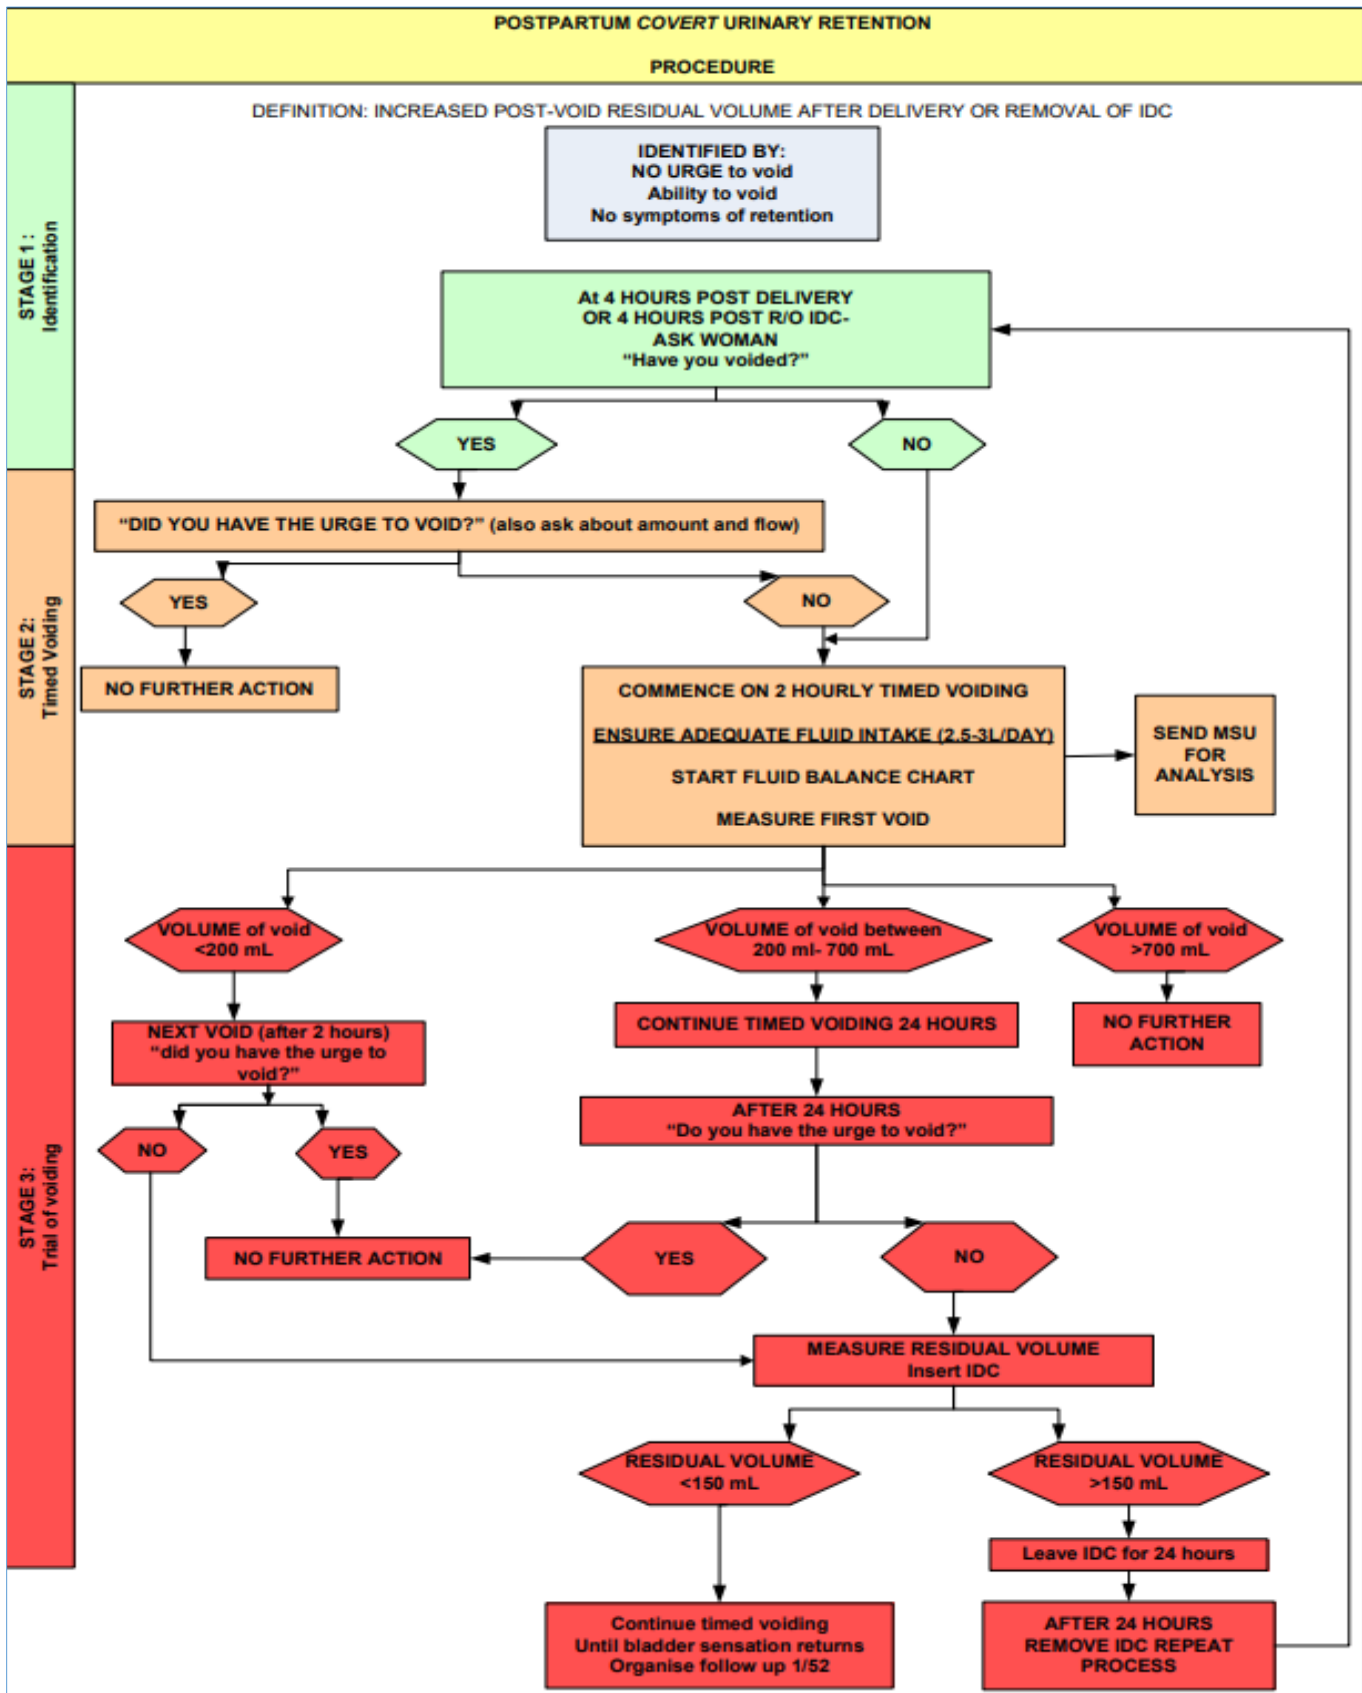 POSTPARTUM COVERT URINARY RETENTION
PROCEDURE
STAGE 1 :
Identification
DEFINITION: INCREASED POST-VOID RESIDUAL VOLUME AFTER DELIVERY OR REMOVAL OF IDC
IDENTIFIED BY:
NO URGE to void
Ability to void
No symptoms of retention
At 4 HOURS POST DELIVERY
OR 4 HOURS POST R/O IDC-
ASK WOMAN
“Have you voided?”
YES
NO
STAGE 2:
Timed Voiding
“DID YOU HAVE THE URGE TO VOID?” (also ask about amount and flow)
YES
NO
NO FURTHER ACTION
COMMENCE ON 2 HOURLY TIMED VOIDING
ENSURE ADEQUATE FLUID INTAKE (2.5-3L/DAY)
START FLUID BALANCE CHART
MEASURE FIRST VOID
SEND MSU
FOR
ANALYSIS
STAGE 3:
Trial of voiding
VOLUME of void
<200 mL
VOLUME of void between
200 ml- 700 mL
VOLUME of void
>700 mL
NEXT VOID (after 2 hours)
“did you have the urge to
void?”
CONTINUE TIMED VOIDING 24 HOURS
NO FURTHER
ACTION
AFTER 24 HOURS
“Do you have the urge to void?”
NO
YES
NO FURTHER ACTION
YES
NO
MEASURE RESIDUAL VOLUME
Insert IDC
RESIDUAL VOLUME
<150 mL
RESIDUAL VOLUME
>150 mL
Leave IDC for 24 hours
Continue timed voiding
Until bladder sensation returns
Organise follow up 1/52
AFTER 24 HOURS
REMOVE IDC REPEAT
PROCESS